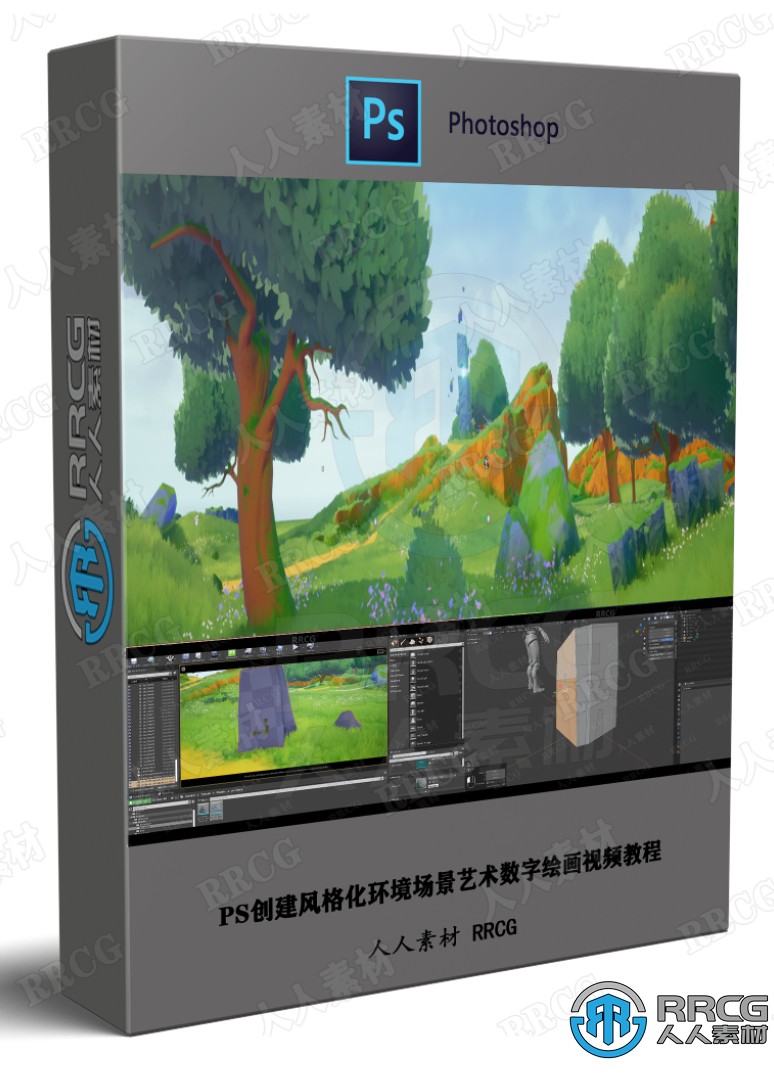 Ps Photoshop
RRCG 人人素材
RRCG
RRCG
PS创建风格化环境场景艺术数字绘画视频教程
人人素材 RRCG
RRCG
人人素材